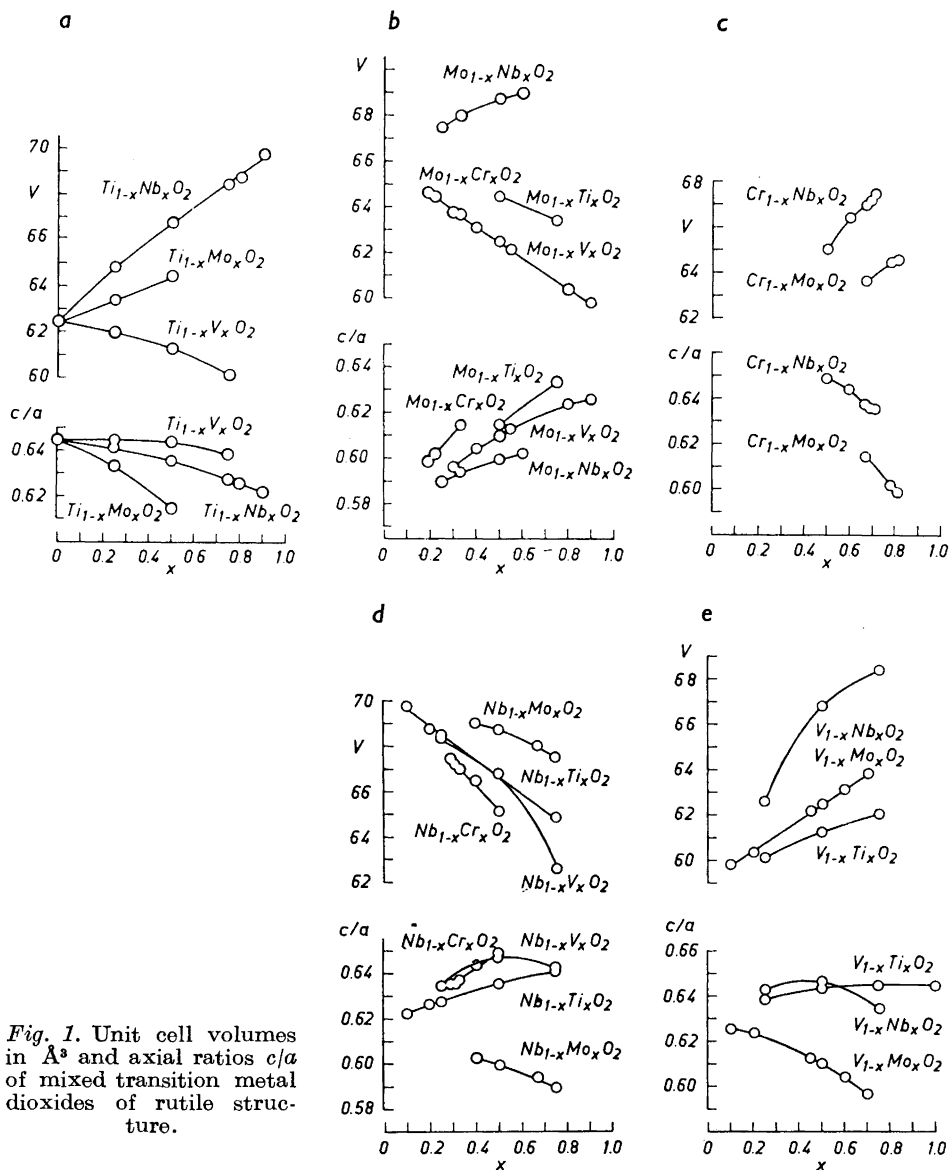 a
V
70
68
66
64
62
60
Ti1-xNbxO2
Ti1-xMoxO2
Ti1-xVxO2
c/a
0.64
0.62
Ti1-xVxO2
Ti1-xMoxO2
Ti1-xNbxO2
0 0.2 0.4 0.6 0.8 1.0
x
b
V
68
66
64
62
60
Mo1-xNbxO2
Mo1-xCrxO2
Mo1-xTixO2
Mo1-xVxO2
c/a
0.64
0.62
0.60
0.58
Mo1-xTixO2
Mo1-xCrxO2
Mo1-xVxO2
Mo1-xNbxO2
0 0.2 0.4 0.6 0.8 1.0
x
c
68
V
66
64
62
Cr1-xNbxO2
Cr1-xMoxO2
c/a
0.64
0.62
0.60
Cr1-xNbxO2
Cr1-xMoxO2
0 0.2 0.4 0.6 0.8 1.0
x
d
70
V
68
66
64
62
Nb1-xMoxO2
Nb1-xTixO2
Nb1-xCrxO2
Nb1-xVxO2
c/a
0.64
0.62
0.60
0.58
Nb1-xCrxO2
Nb1-xVxO2
Nb1-xTixO2
Nb1-xMoxO2
0 0.2 0.4 0.6 0.8 1.0
x
e
V
68
66
64
62
60
V1-xNbxO2
V1-xMoxO2
V1-xTixO2
c/a
0.66
0.64
0.62
0.60
V1-xTixO2
V1-xNbxO2
V1-xMoxO2
0 0.2 0.4 0.6 0.8 1.0
x
Fig. 1. Unit cell volumes
in Å³ and axial ratios c/a
of mixed transition metal
dioxides of rutile struc-
ture.